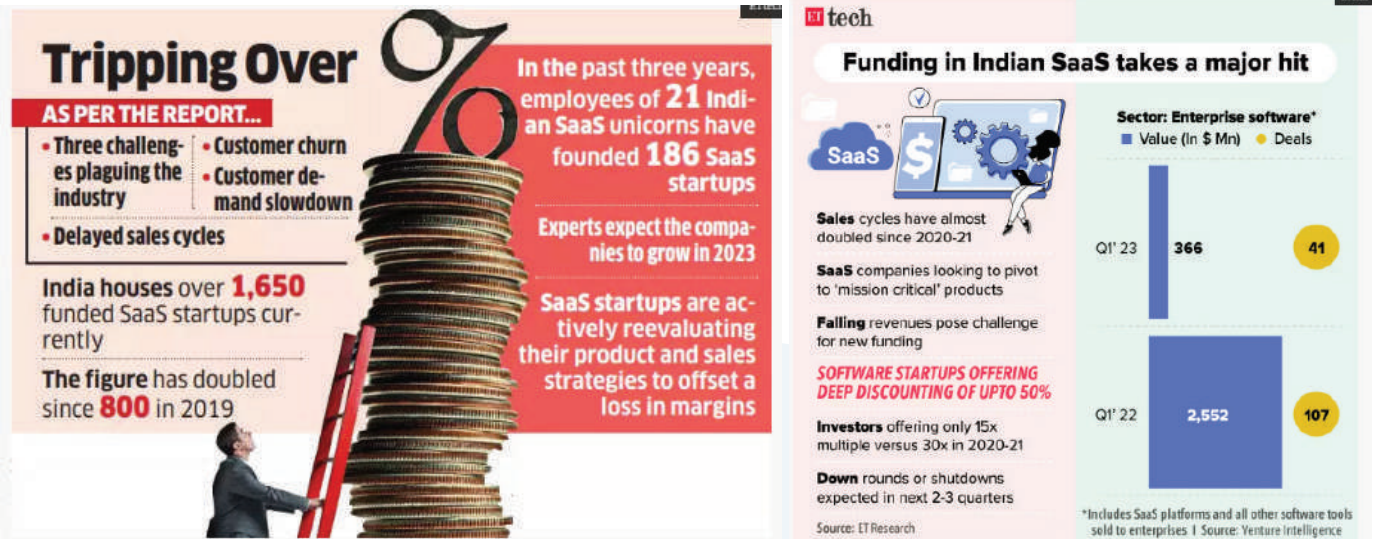 Tripping Over
%
AS PER THE REPORT...
• Three challeng-
es plaguing the
industry
• Customer churn
• Customer de-
mand slowdown
• Delayed sales cycles
India houses over 1,650
funded SaaS startups cur-
rently
The figure has doubled
since 800 in 2019
In the past three years,
employees of 21 Indi-
an SaaS unicorns have
founded 186 SaaS
startups
Experts expect the compa-
nies to grow in 2023
SaaS startups are ac-
tively reevaluating
their product and sales
strategies to offset a
loss in margins
ET tech
Funding in Indian SaaS takes a major hit
SaaS
$
Sales cycles have almost
doubled since 2020-21
SaaS companies looking to pivot
to 'mission critical' products
Falling revenues pose challenge
for new funding
SOFTWARE STARTUPS OFFERING
DEEP DISCOUNTING OF UPTO 50%
Investors offering only 15x
multiple versus 30x in 2020-21
Down rounds or shutdowns
expected in next 2-3 quarters
Source: ET Research
Sector: Enterprise software*
Value (In $ Mn) Deals
Q1' 23 366 41
Q1' 22 2,552 107
*Includes SaaS platforms and all other software tools
sold to enterprises I Source: Venture Intelligence